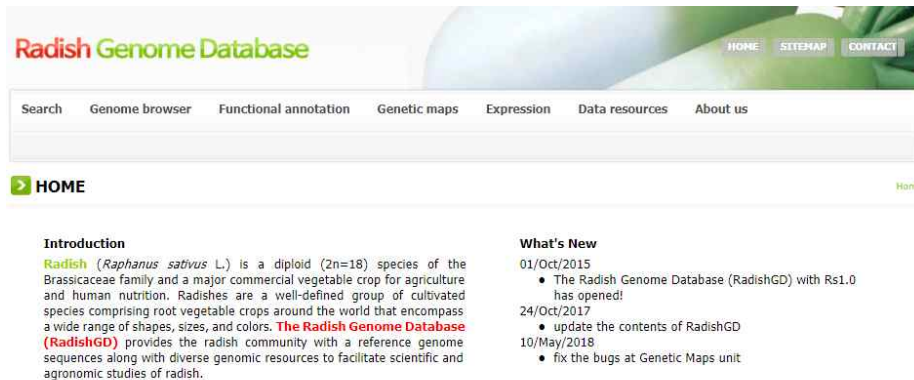 Radish Genome Database
HOME SITEMAP CONTACT
Search Genome browser Functional annotation Genetic maps Expression Data resources About us
HOME
Introduction
Radish (Raphanus sativus L.) is a diploid (2n=18) species of the
Brassicaceae family and a major commercial vegetable crop for agriculture
and human nutrition. Radishes are a well-defined group of cultivated
species comprising root vegetable crops around the world that encompass
a wide range of shapes, sizes, and colors. The Radish Genome Database
(RadishGD) provides the radish community with a reference genome
sequences along with diverse genomic resources to facilitate scientific and
agronomic studies of radish.
What's New
01/Oct/2015
• The Radish Genome Database (RadishGD) with Rs1.0
has opened!
24/Oct/2017
• update the contents of RadishGD
10/May/2018
• fix the bugs at Genetic Maps unit